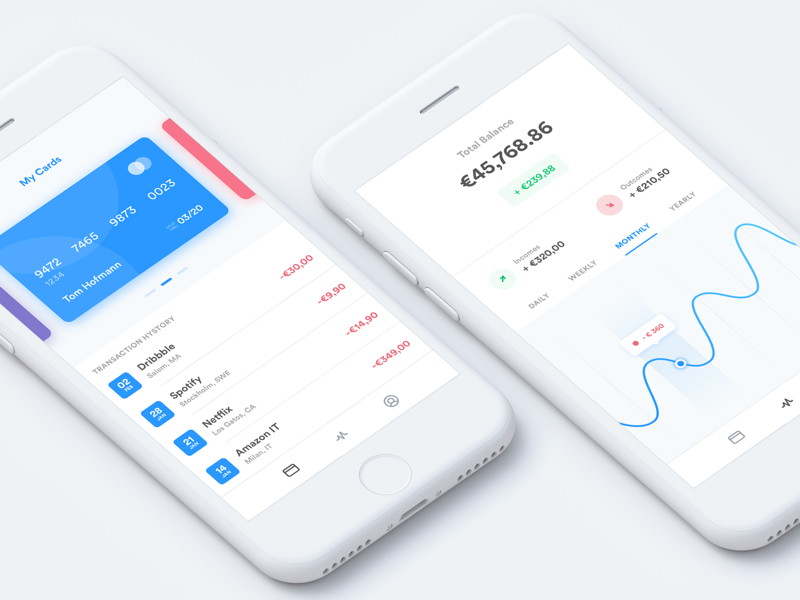 My Cards
9472 7465 9873 0023
1234
03/20
Tom Hofmann
TRANSACTION HYSTORY
02 FEB
Dribbble
Salem, MA
-€30,00
28 JAN
Spotify
Stockholm, SWE
-€9,90
21 JAN
Netflix
Los Gatos, CA
-€14,90
14 JAN
Amazon IT
Milan, IT
-€349,00
Total Balance
€45,768.86
+ €239,88
Incomes
+ €320,00
Outcomes
+ €210,50
DAILY
WEEKLY
MONTHLY
YEARLY
- € 360